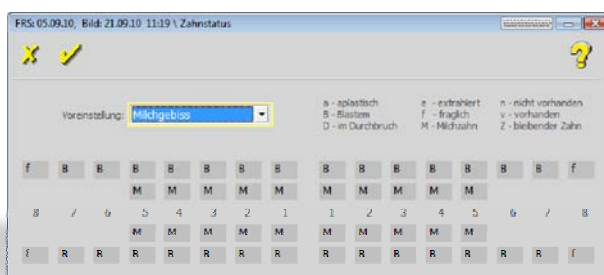 FRS: 05.09.10, Bild: 21.09.10 11:19 \ Zahnstatus
Voreinstellung: Milchgebiss
a - aplastisch e - extrahiert n - nicht vorhanden
B - Blastem f - fraglich v - vorhanden
D - im Durchbruch M - Milchzahn Z - bleibender Zahn
f B B B B B B B B B B B B B B f
M M M M M M M M M M
8 7 6 5 4 3 2 1 1 2 3 4 5 6 7 8
M M M M M M M M M M
f B B B B B B B B B B B B B B f